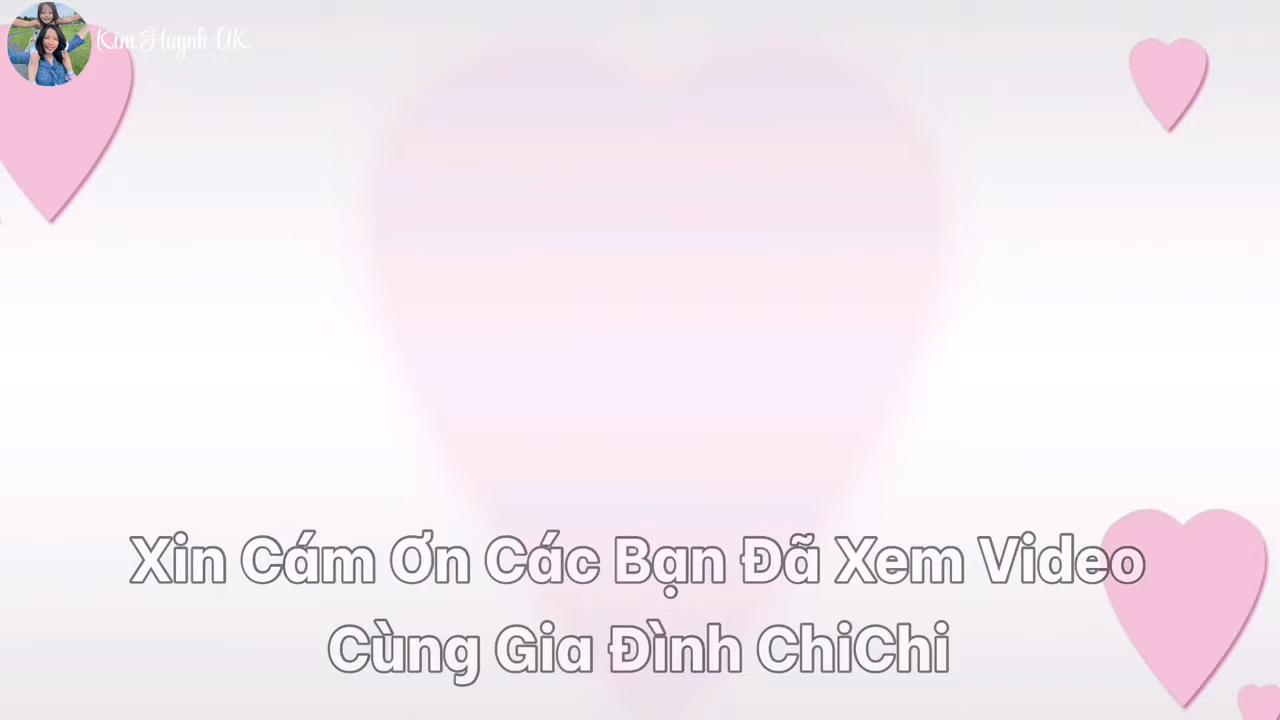 Kim Huynh UK
Xin Cám Ơn Các Bạn Đã Xem Video
Cùng Gia Đình ChiChi